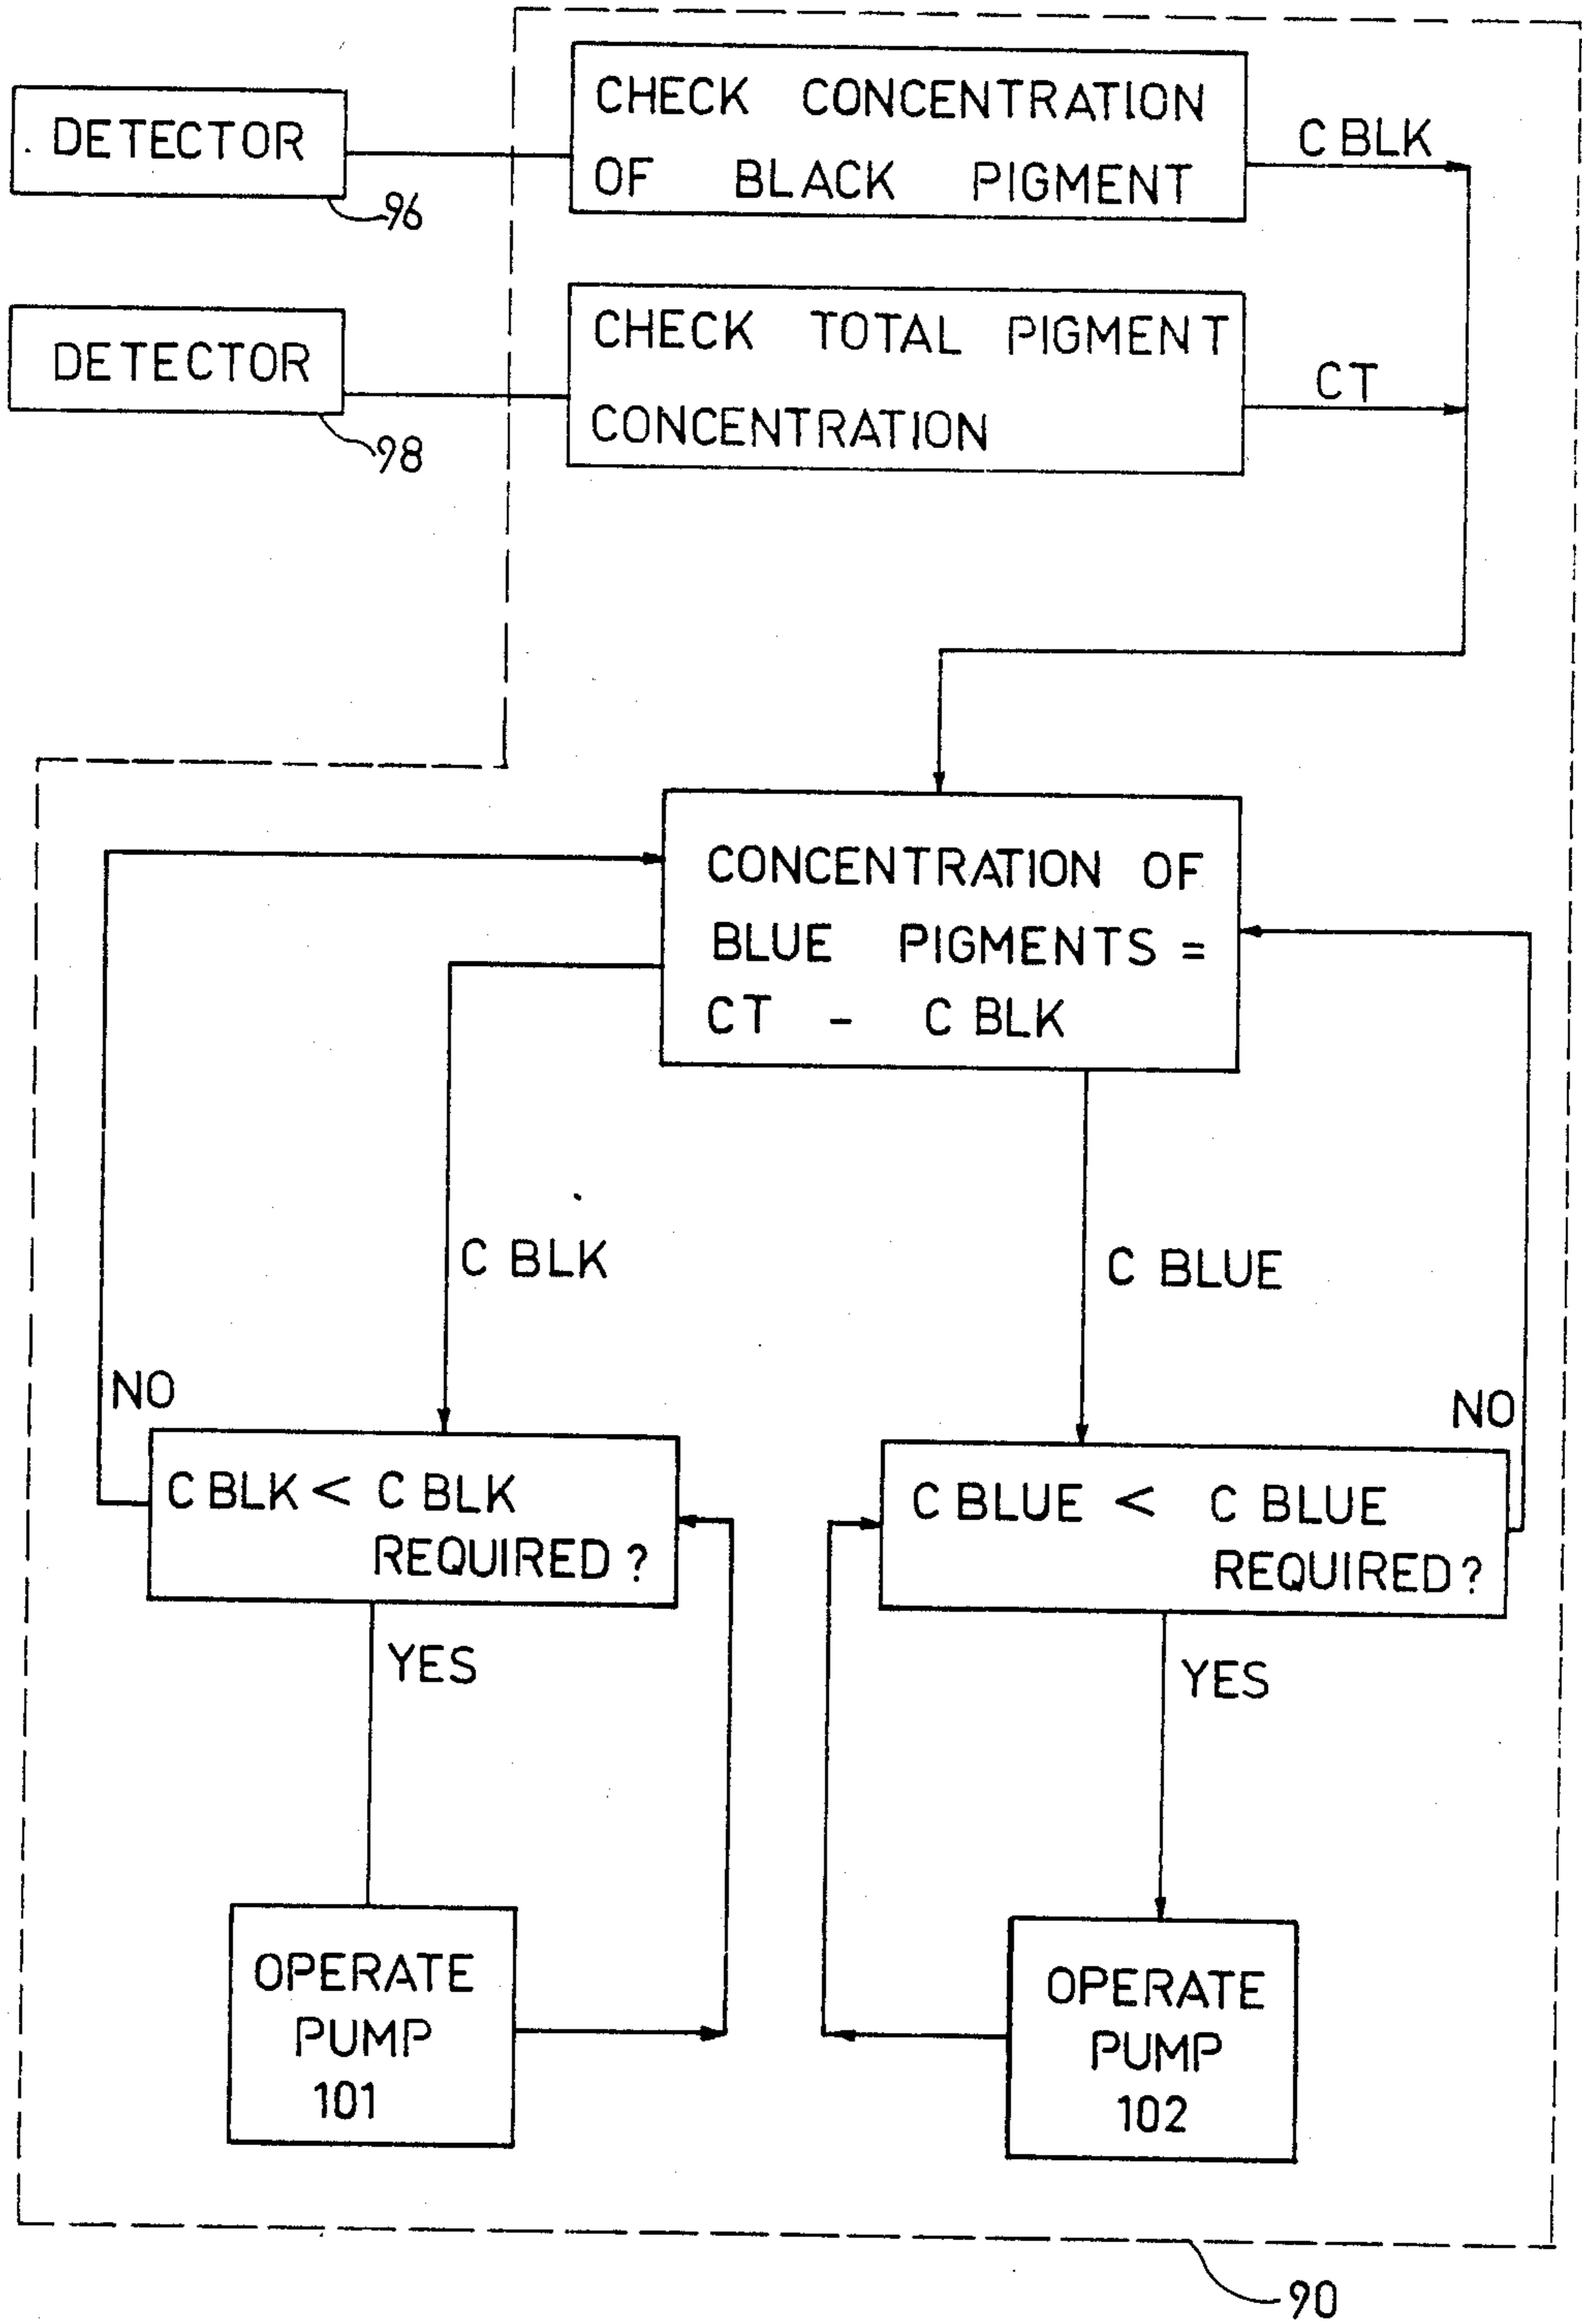 DETECTOR
96
CHECK CONCENTRATION
OF BLACK PIGMENT
C BLK
DETECTOR
98
CHECK TOTAL PIGMENT
CONCENTRATION
CT
CONCENTRATION OF
BLUE PIGMENTS =
CT - C BLK
C BLK
C BLUE
NO
NO
C BLK < C BLK
REQUIRED ?
C BLUE < C BLUE
REQUIRED ?
YES
YES
OPERATE
PUMP
101
OPERATE
PUMP
102
90